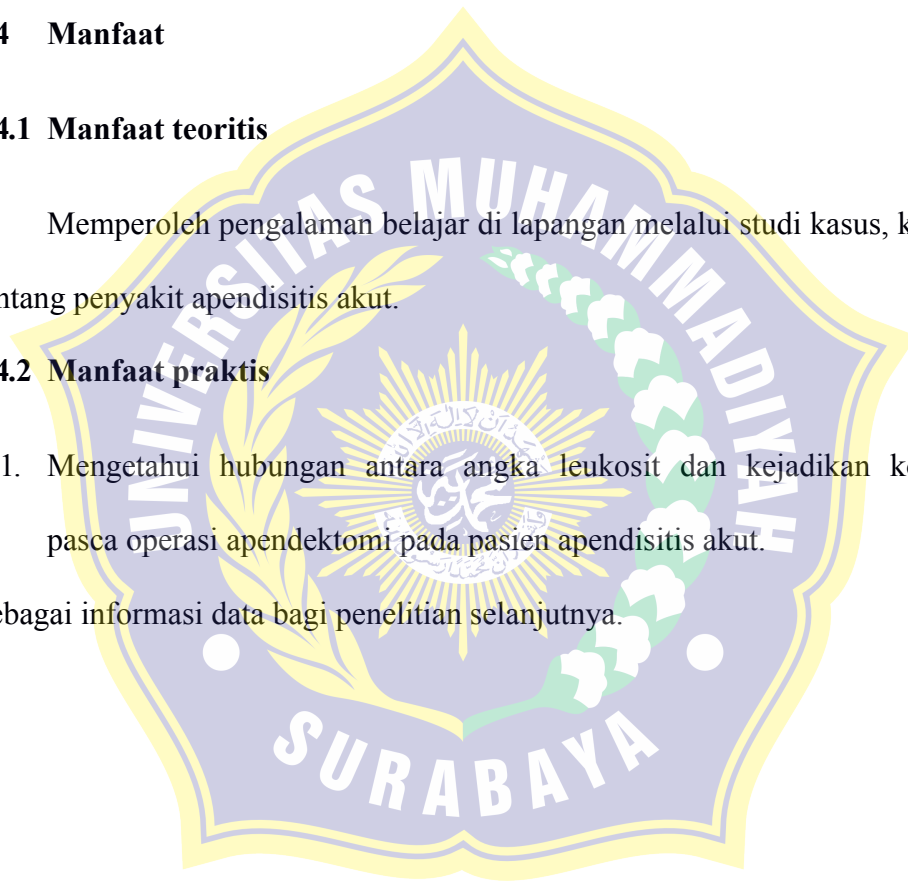 4 Manfaat
4.1 Manfaat teoritis
Memperoleh pengalaman belajar di lapangan melalui studi kasus, k
ntang penyakit apendisitis akut.
4.2 Manfaat praktis
1. Mengetahui hubungan antara angka leukosit dan kejadikan ko
pasca operasi apendektomi pada pasien apendisitis akut.
ebagai informasi data bagi penelitian selanjutnya.
UNIVERSITAS MUHAMMADIYAH
SURABAYA